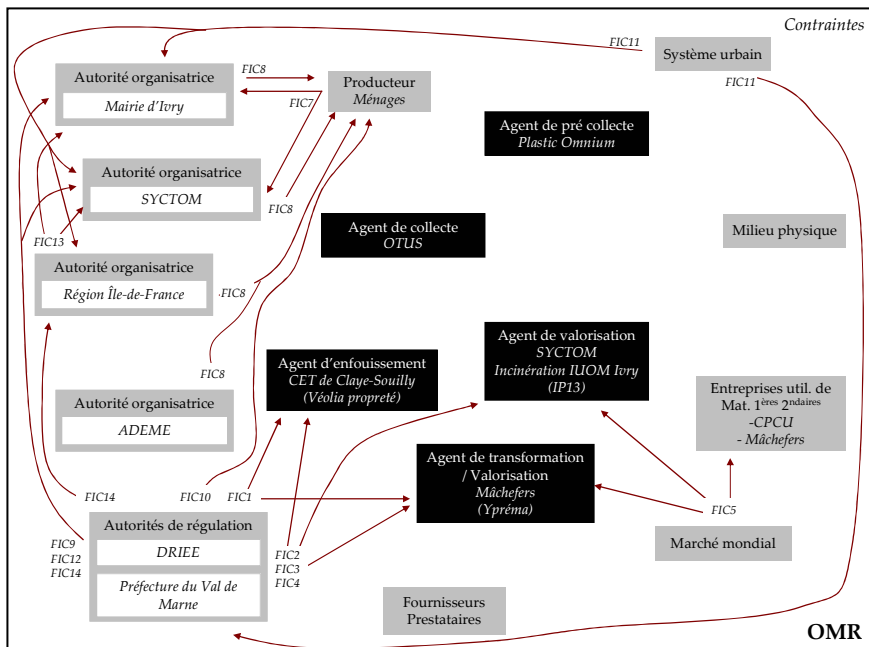 Contraintes
FIC11
Système urbain
FIC11
Autorité organisatrice
Mairie d'Ivry
FIC8
FIC7
Producteur
Ménages
Agent de pré collecte
Plastic Omnium
Autorité organisatrice
SYCTOM
FIC8
Agent de collecte
OTUS
Milieu physique
FIC13
Autorité organisatrice
Région Île-de-France
FIC8
FIC8
Agent d'enfouissement
CET de Claye-Souilly
(Véolia propreté)
Agent de valorisation
SYCTOM
Incinération IUOM Ivry
(IP13)
Entreprises util. de
Mat. 1ères 2ndaires
-CPCU
- Mâchefers
Autorité organisatrice
ADEME
Agent de transformation
/ Valorisation
Mâchefers
(Ypréma)
FIC14
FIC10
FIC1
FIC5
Marché mondial
Autorités de régulation
DRIEE
Préfecture du Val de
Marne
FIC9
FIC12
FIC14
FIC2
FIC3
FIC4
Fournisseurs
Prestataires
OMR